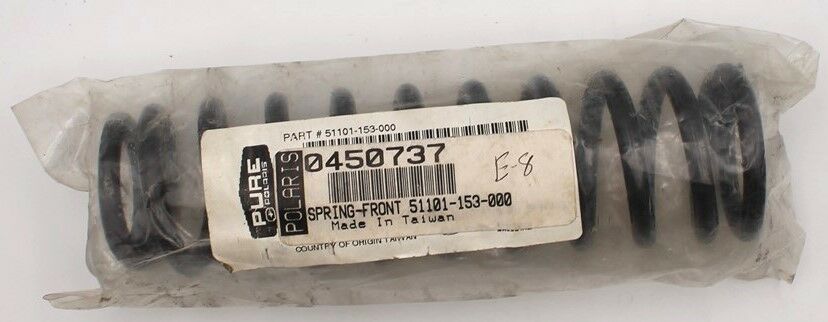 PART # 51101-153-000
PURE
POLARIS
POLARIS
0450737
E-8
SPRING-FRONT 51101-153-000
Made In Taiwan
COUNTRY OF ORIGIN TAIWAN